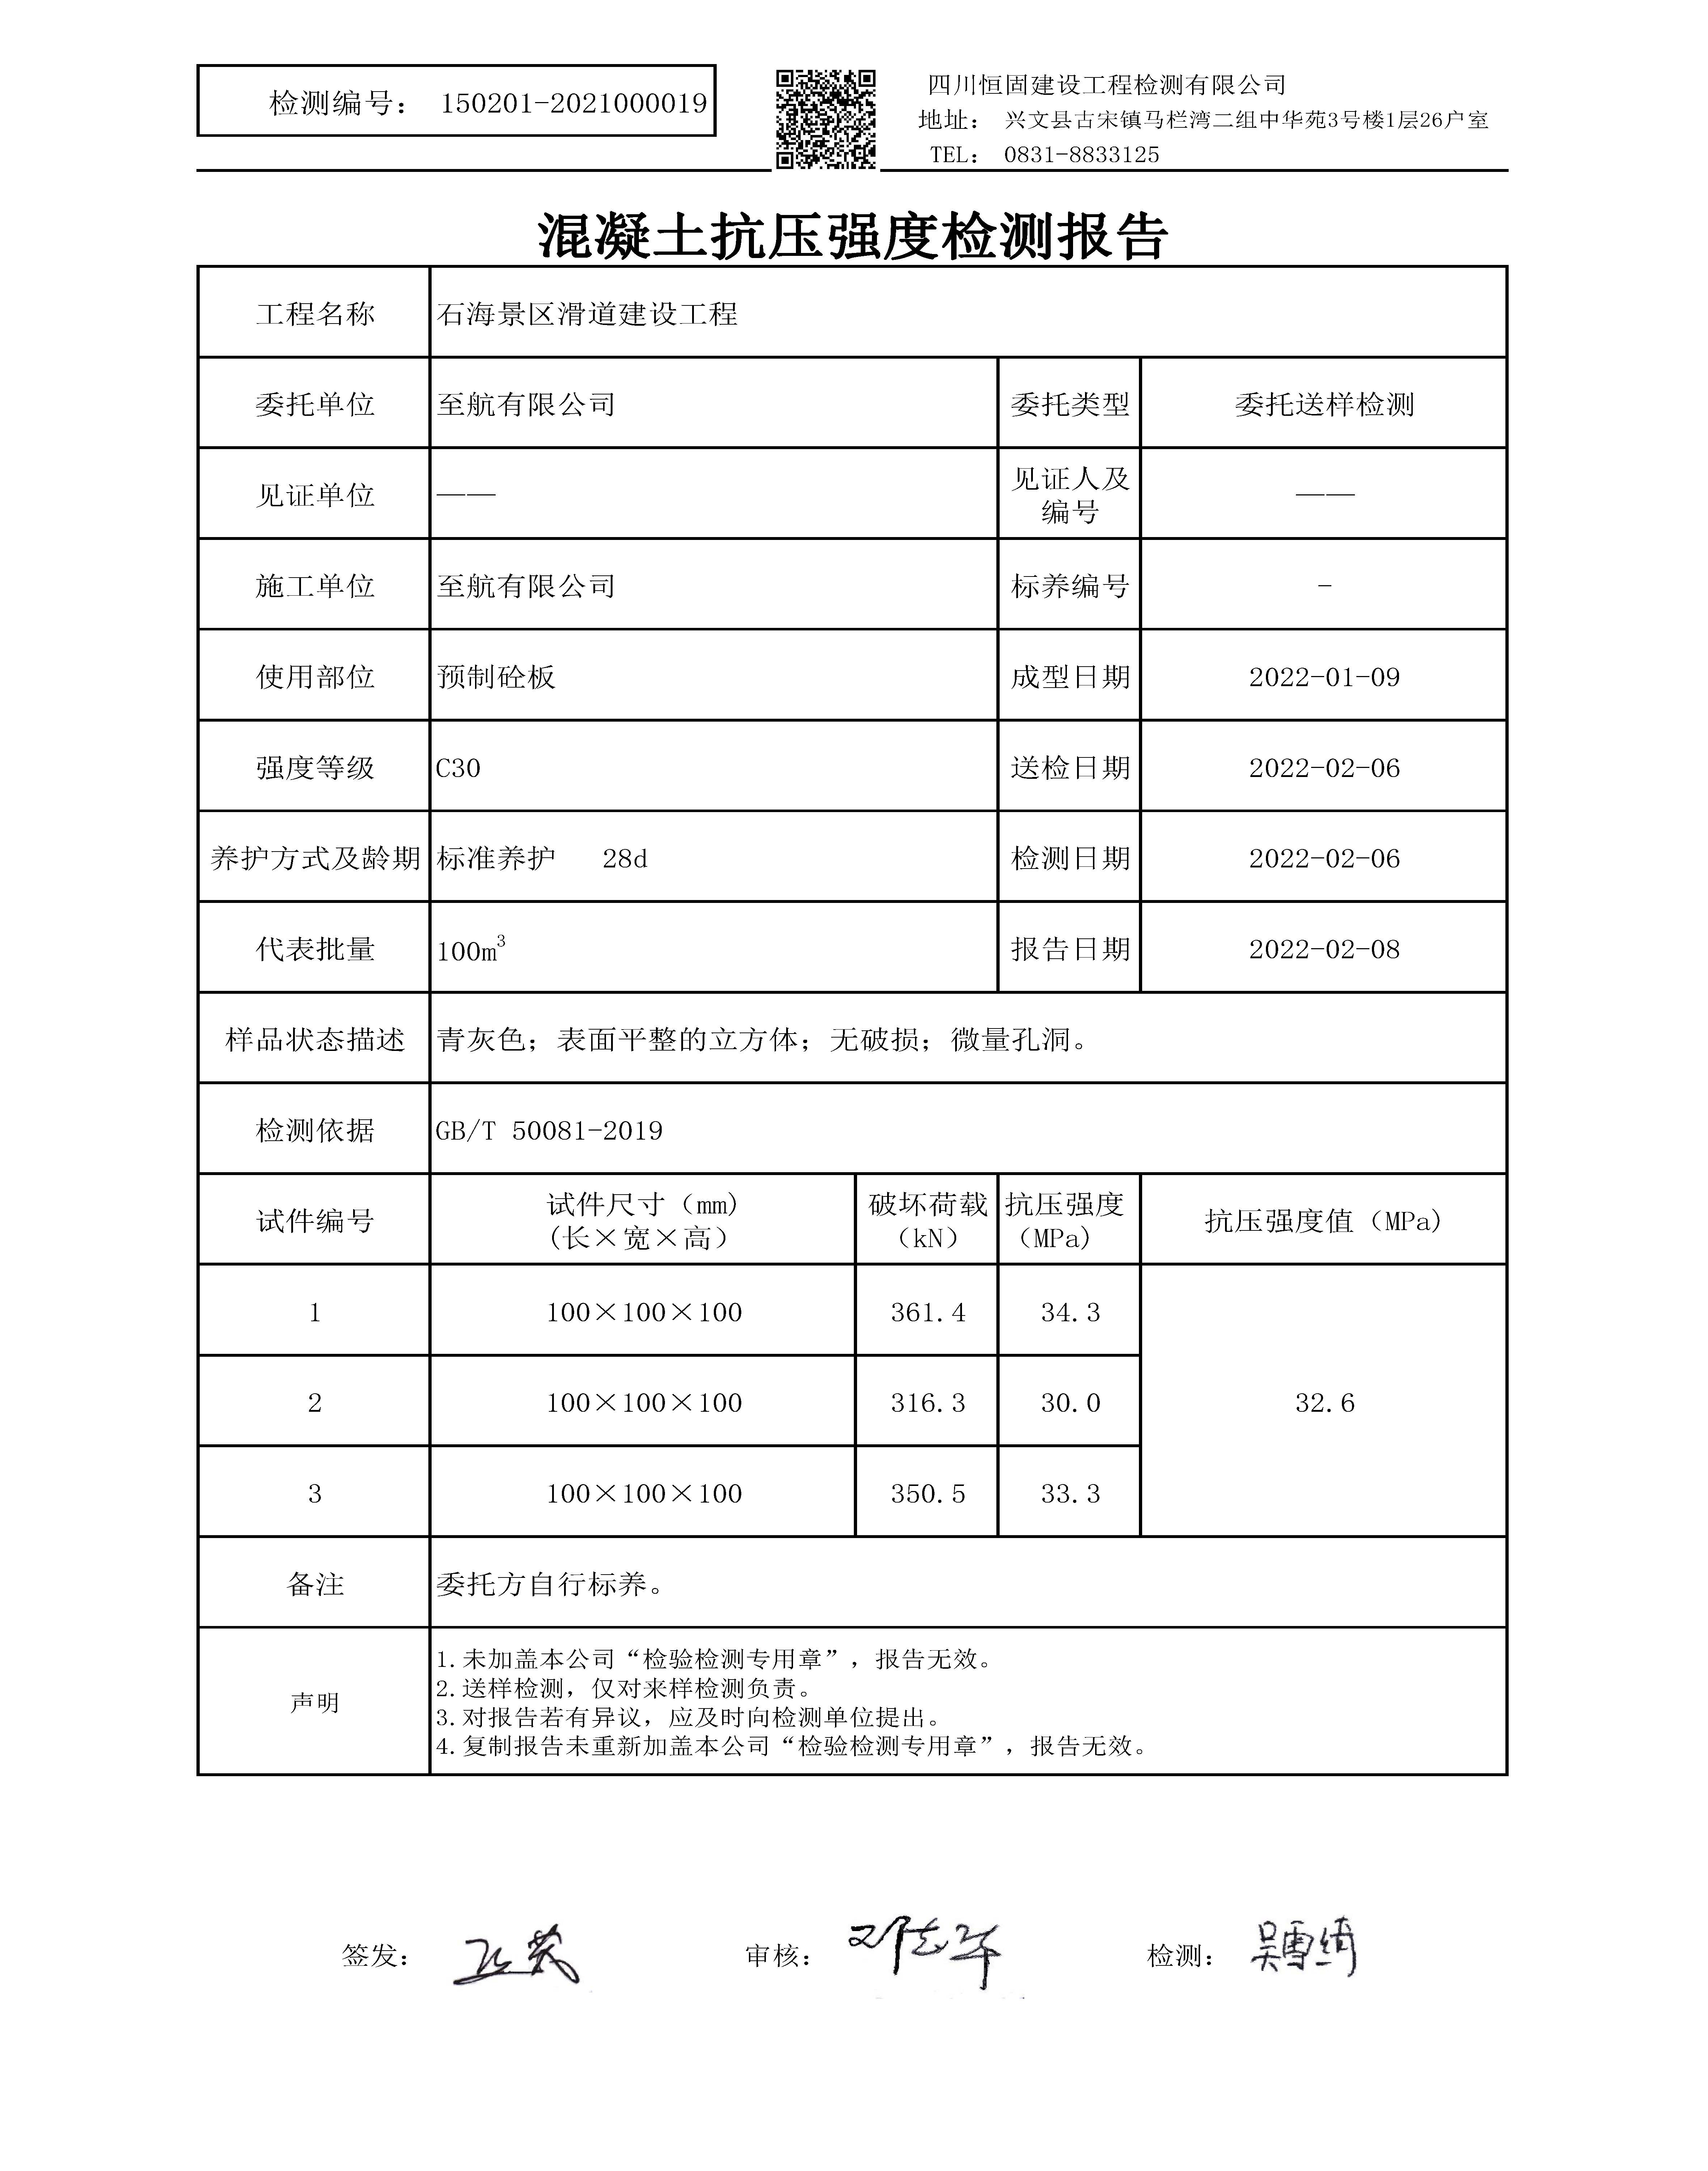 检测编号： 150201-2021000019
四川恒固建设工程检测有限公司
地址： 兴文县古宋镇马栏湾二组中华苑3号楼1层26户室
TEL： 0831-8833125
混凝土抗压强度检测报告
工程名称 石海景区滑道建设工程
委托单位 至航有限公司 委托类型 委托送样检测
见证单位 —— 见证人及编号 ——
施工单位 至航有限公司 标养编号 -
使用部位 预制砼板 成型日期 2022-01-09
强度等级 C30 送检日期 2022-02-06
养护方式及龄期 标准养护 28d 检测日期 2022-02-06
代表批量 100m³ 报告日期 2022-02-08
样品状态描述 青灰色；表面平整的立方体；无破损；微量孔洞。
检测依据 GB/T 50081-2019
试件编号 试件尺寸（mm）(长×宽×高） 破坏荷载（kN） 抗压强度（MPa) 抗压强度值（MPa)
1 100×100×100 361.4 34.3
2 100×100×100 316.3 30.0 32.6
3 100×100×100 350.5 33.3
备注 委托方自行标养。
声明
1.未加盖本公司“检验检测专用章”，报告无效。
2.送样检测，仅对来样检测负责。
3.对报告若有异议，应及时向检测单位提出。
4.复制报告未重新加盖本公司“检验检测专用章”，报告无效。
签发： 审核： 检测： 吴雪绮